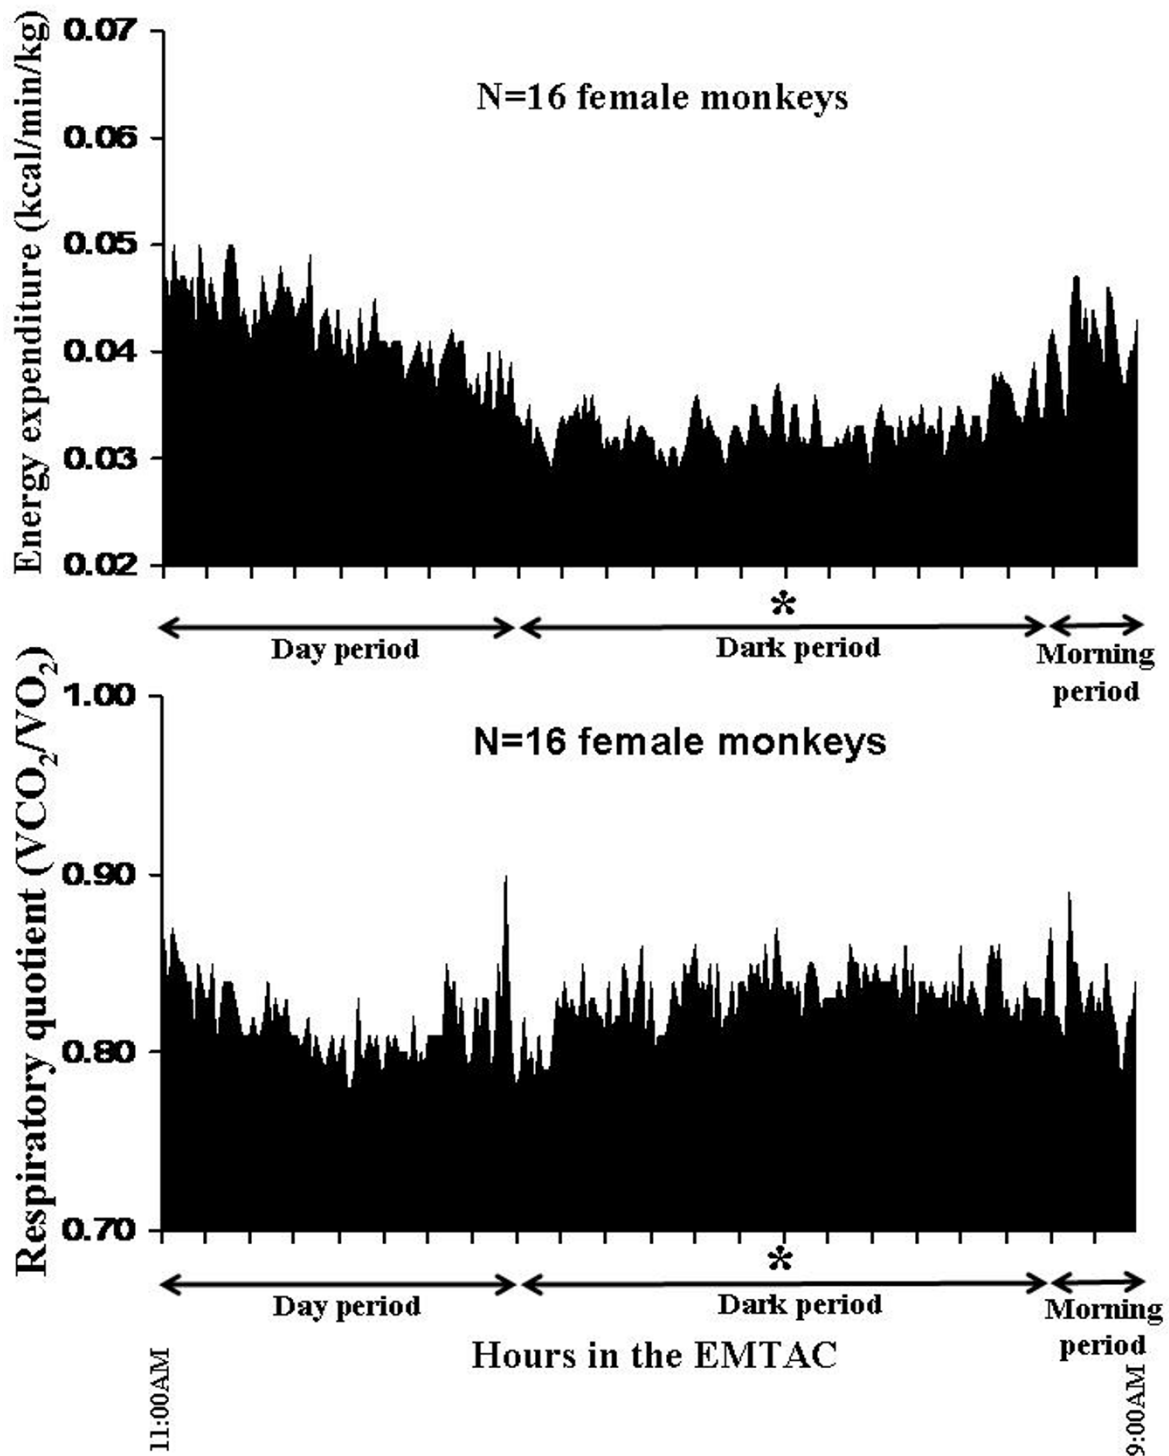 Energy expenditure (kcal/min/kg)
0.07
0.06
0.05
0.04
0.03
0.02
N=16 female monkeys
*
Day period
Dark period
Morning
period
Respiratory quotient (VCO2/VO2)
1.00
0.90
0.80
0.70
N=16 female monkeys
*
Day period
Dark period
Morning
period
Hours in the EMTAC
11:00AM
9:00AM